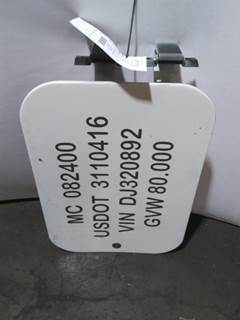 MC 082400
USDOT 3110416
VIN DJ320892
GVW 80.000